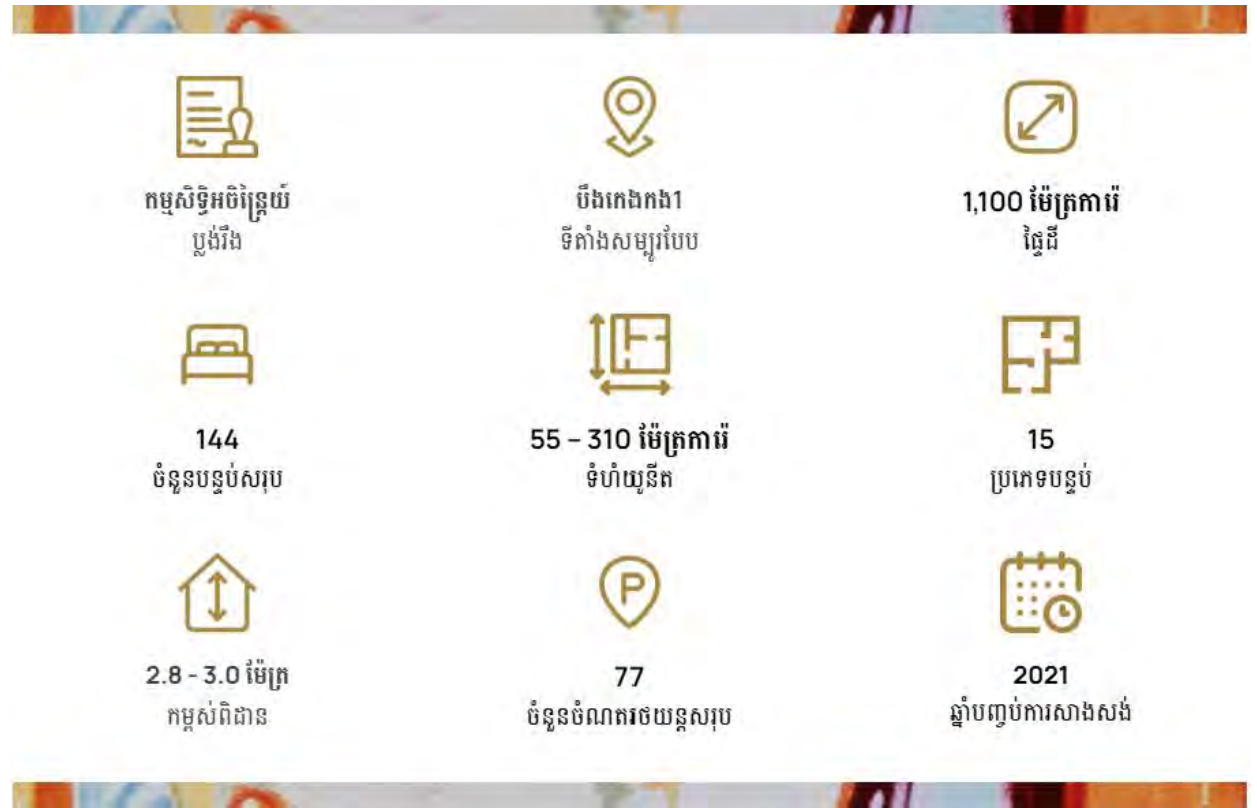 កម្មសិទ្ធិអចិន្ត្រៃយ៍
ប្លង់រឹង
បឹងកេងកង1
ទីតាំងសម្បូរបែប
1,100 ម៉ែត្រការ៉េ
ផ្ទៃដី
144
ចំនួនបន្ទប់សរុប
55 – 310 ម៉ែត្រការ៉េ
ទំហំយូនីត
15
ប្រភេទបន្ទប់
2.8 - 3.0 ម៉ែត្រ
កម្ពស់ពិដាន
P
77
ចំនួនចំណតរថយន្តសរុប
2021
ឆ្នាំបញ្ចប់ការសាងសង់